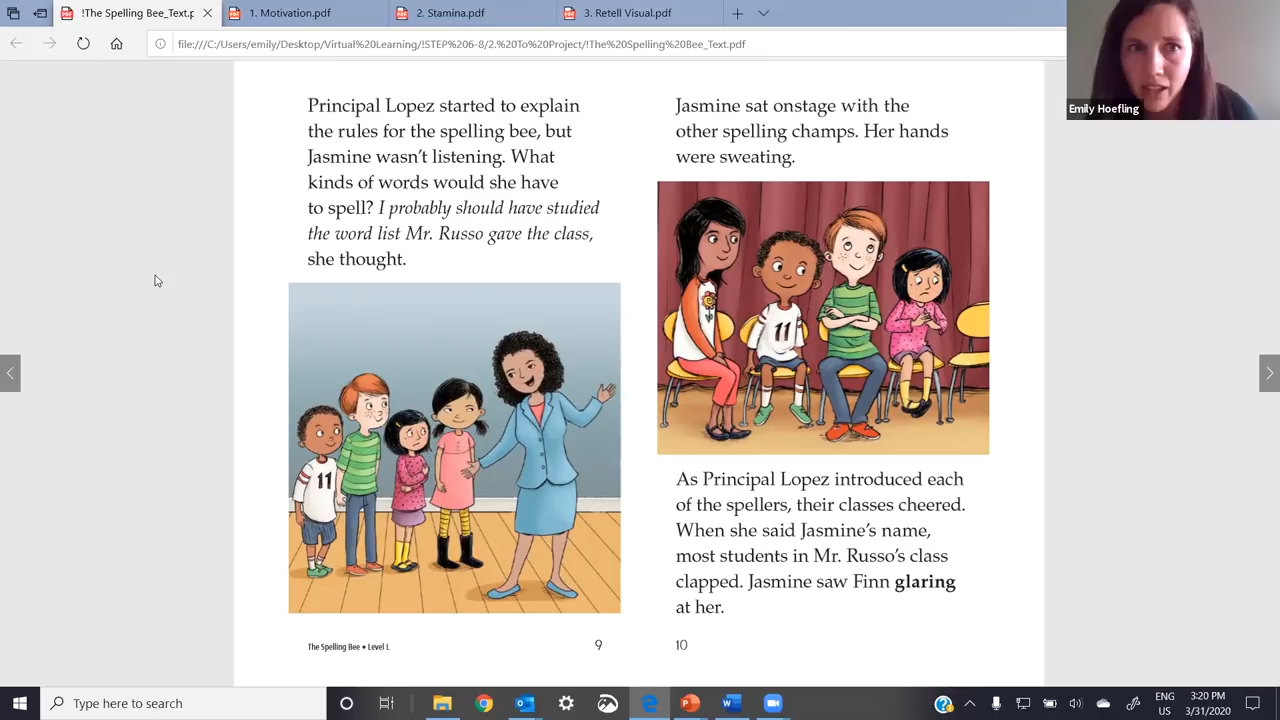 !The Spelling Bee_Text.p
1. Motivation.pdf
2. Stamina.pdf
3. Retell Visual.pdf
file:///C:/Users/emily/Desktop/Virtual%20Learning/!STEP%206-8/2.%20To%20Project/!The%20Spelling%20Bee_Text.pdf
Emily Hoefling
Principal Lopez started to explain
the rules for the spelling bee, but
Jasmine wasn’t listening. What
kinds of words would she have
to spell? I probably should have studied
the word list Mr. Russo gave the class,
she thought.
11
The Spelling Bee • Level L
9
Jasmine sat onstage with the
other spelling champs. Her hands
were sweating.
11
As Principal Lopez introduced each
of the spellers, their classes cheered.
When she said Jasmine’s name,
most students in Mr. Russo’s class
clapped. Jasmine saw Finn glaring
at her.
10
Type here to search
ENG
US
3:20 PM
3/31/2020